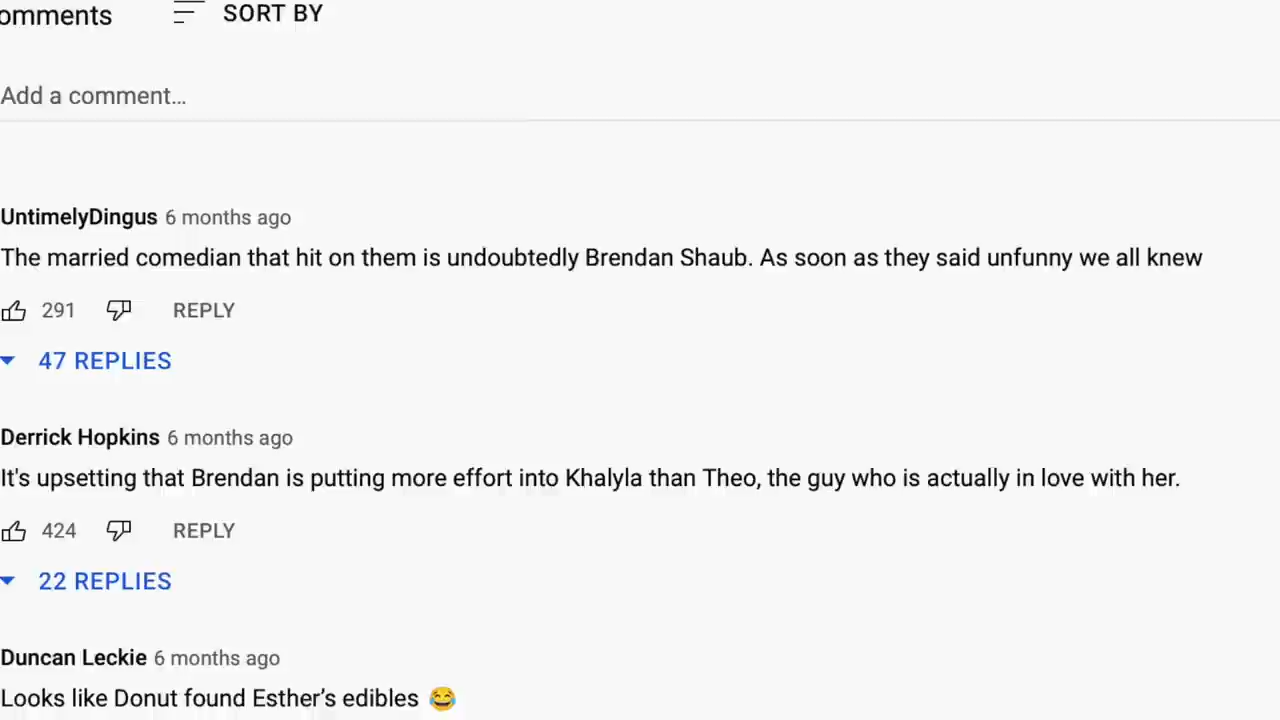 omments SORT BY
Add a comment...
UntimelyDingus 6 months ago
The married comedian that hit on them is undoubtedly Brendan Shaub. As soon as they said unfunny we all knew
291 REPLY
47 REPLIES
Derrick Hopkins 6 months ago
It's upsetting that Brendan is putting more effort into Khalyla than Theo, the guy who is actually in love with her.
424 REPLY
22 REPLIES
Duncan Leckie 6 months ago
Looks like Donut found Esther’s edibles 😂